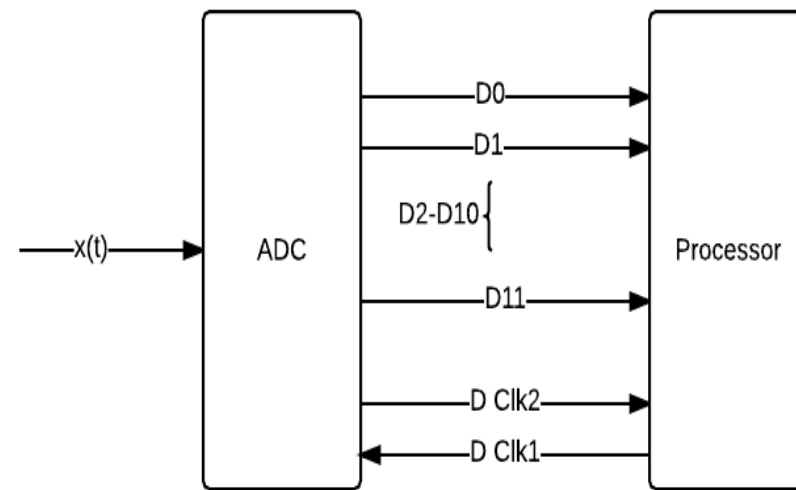 D0
D1
D2-D10
x(t)
ADC
Processor
D11
D Clk2
D Clk1